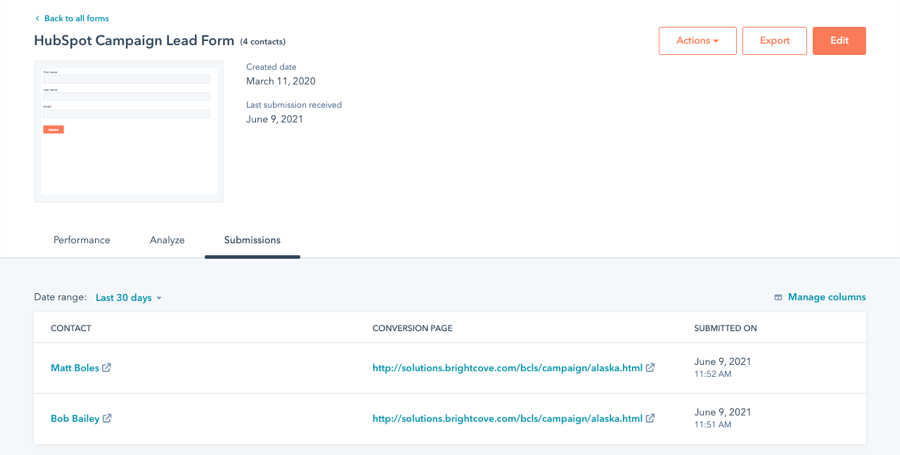 Back to all forms
HubSpot Campaign Lead Form (4 contacts)
Actions
Export
Edit
First name
Last name
Email*
Submit
Created date
March 11, 2020
Last submission received
June 9, 2021
Performance
Analyze
Submissions
Date range: Last 30 days
Manage columns
CONTACT CONVERSION PAGE SUBMITTED ON
Matt Boles http://solutions.brightcove.com/bcls/campaign/alaska.html June 9, 2021
11:52 AM
Bob Bailey http://solutions.brightcove.com/bcls/campaign/alaska.html June 9, 2021
11:51 AM